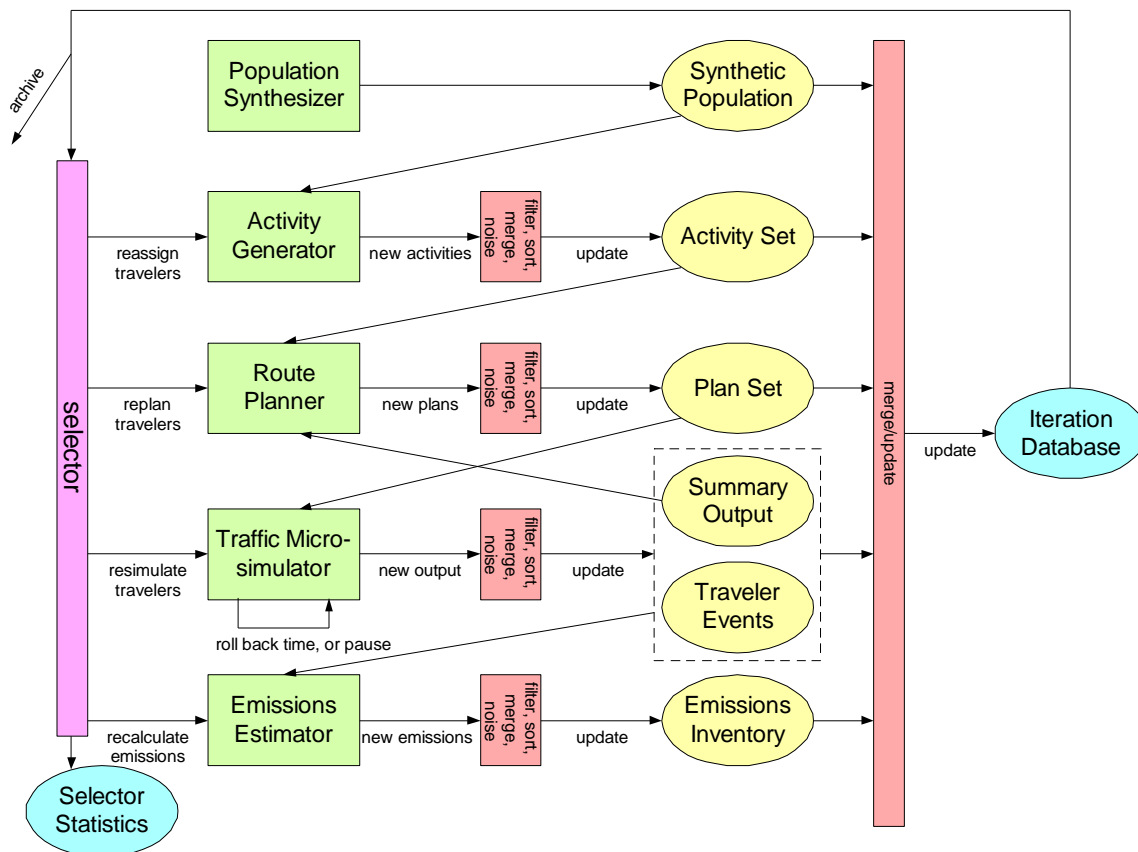 archive
Population
Synthesizer
Synthetic
Population
Activity
Generator
filter, sort,
merge,
noise
Activity Set
reassign
travelers
new activities
update
selector
Route
Planner
filter, sort,
merge,
noise
Plan Set
replan
travelers
new plans
update
merge/update
Iteration
Database
update
Summary
Output
Traffic Micro-
simulator
filter, sort,
merge,
noise
resimulate
travelers
new output
update
Traveler
Events
roll back time, or pause
Emissions
Estimator
filter, sort,
merge,
noise
Emissions
Inventory
recalculate
emissions
new emissions
update
Selector
Statistics